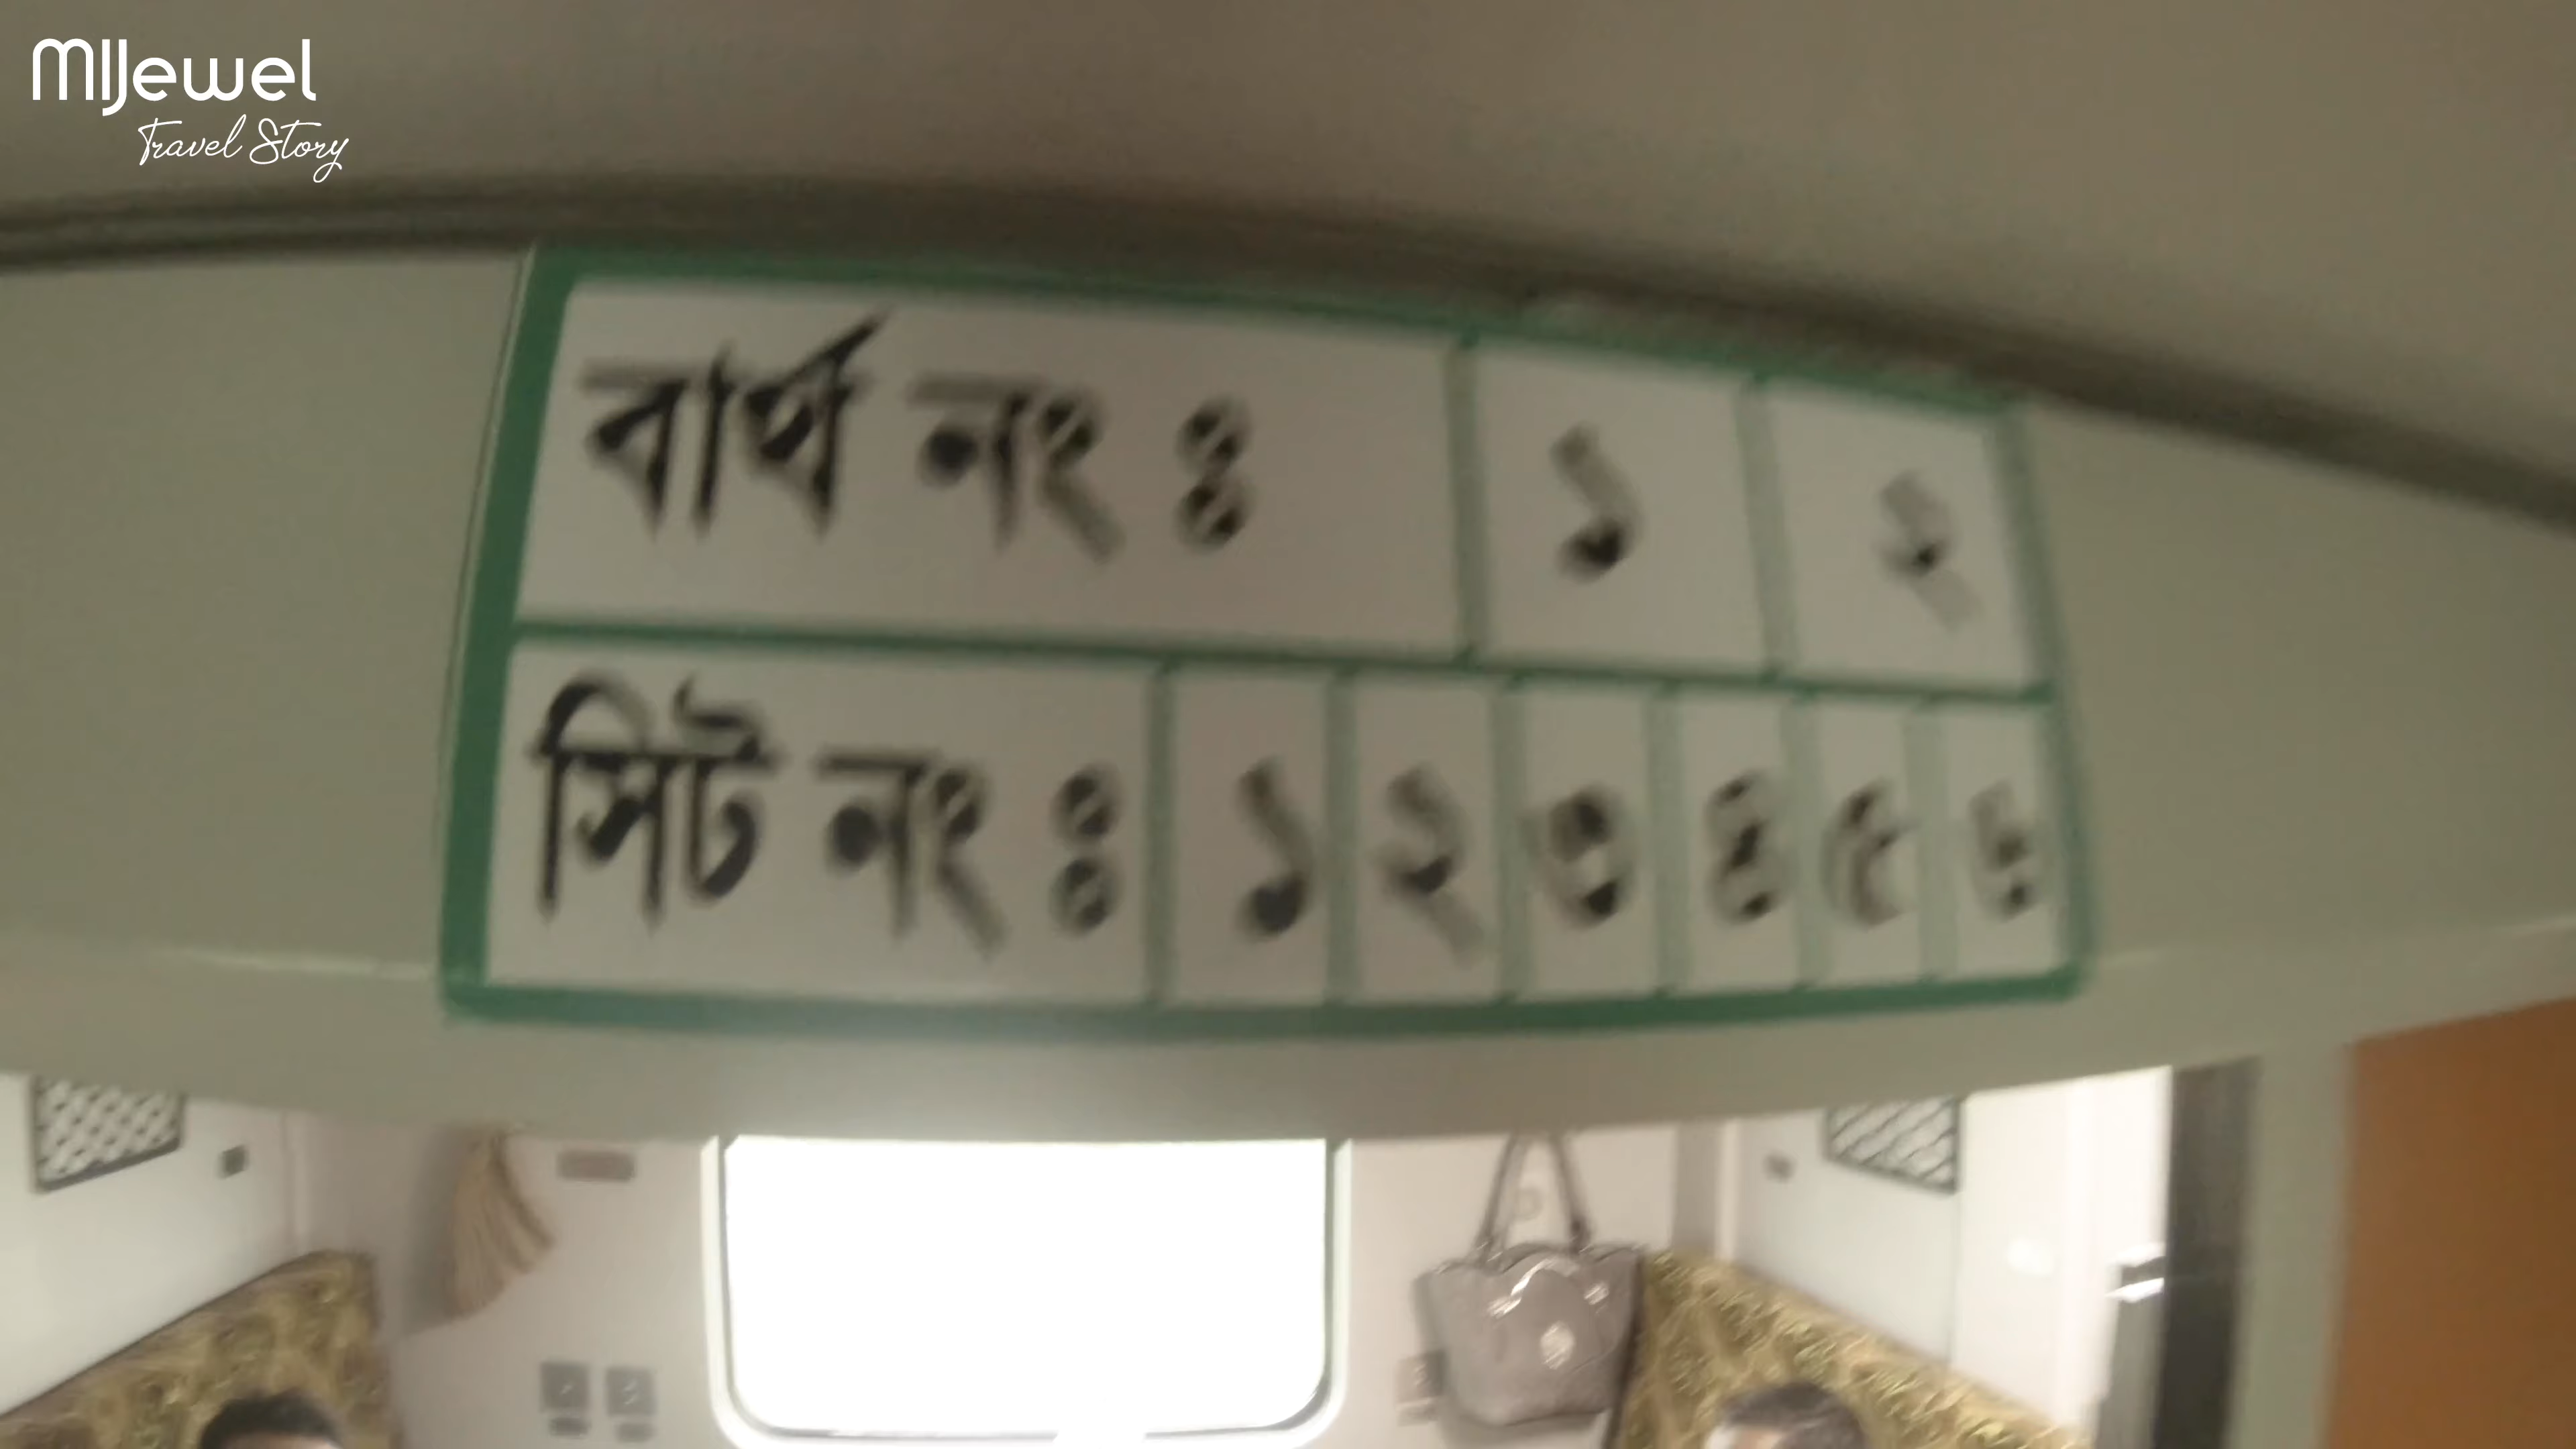 MIJewel
Travel Story
বার্থ নং ঃ ১ ২
সিট নং ঃ ১ ২ ৩ ৪ ৫ ৬